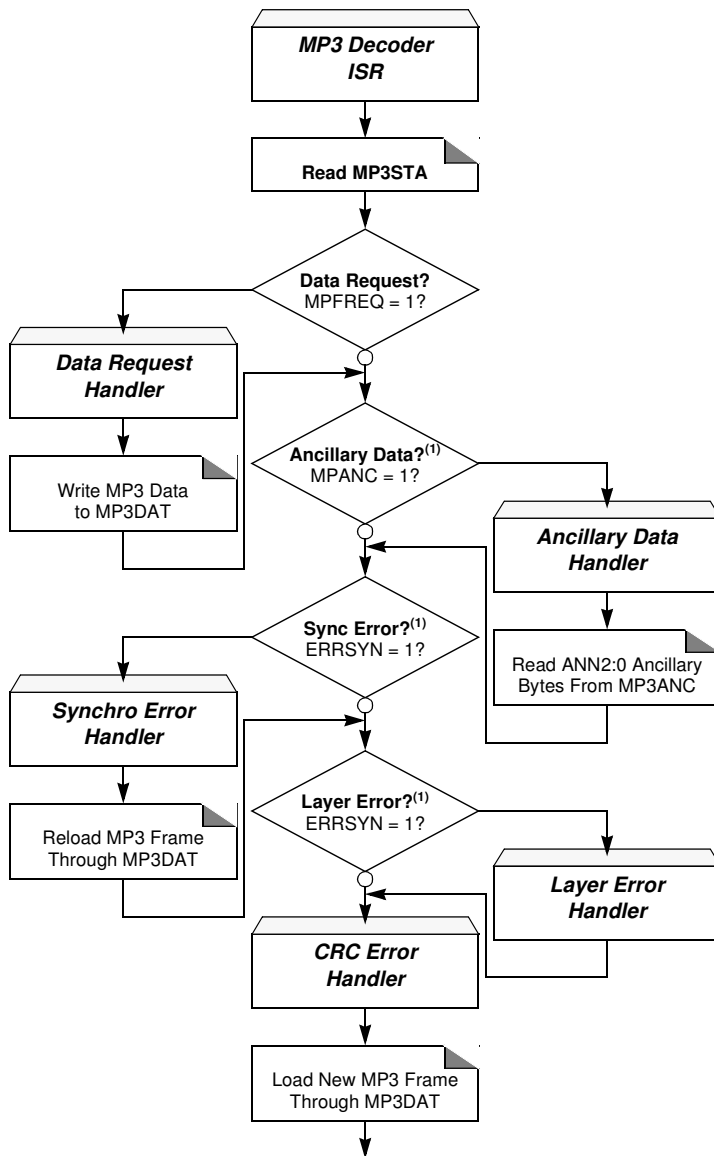 MP3 Decoder
ISR
Read MP3STA
Data Request?
MPFREQ = 1?
Data Request
Handler
Write MP3 Data
to MP3DAT
Ancillary Data?(1)
MPANC = 1?
Ancillary Data
Handler
Read ANN2:0 Ancillary
Bytes From MP3ANC
Sync Error?(1)
ERRSYN = 1?
Synchro Error
Handler
Reload MP3 Frame
Through MP3DAT
Layer Error?(1)
ERRSYN = 1?
Layer Error
Handler
CRC Error
Handler
Load New MP3 Frame
Through MP3DAT